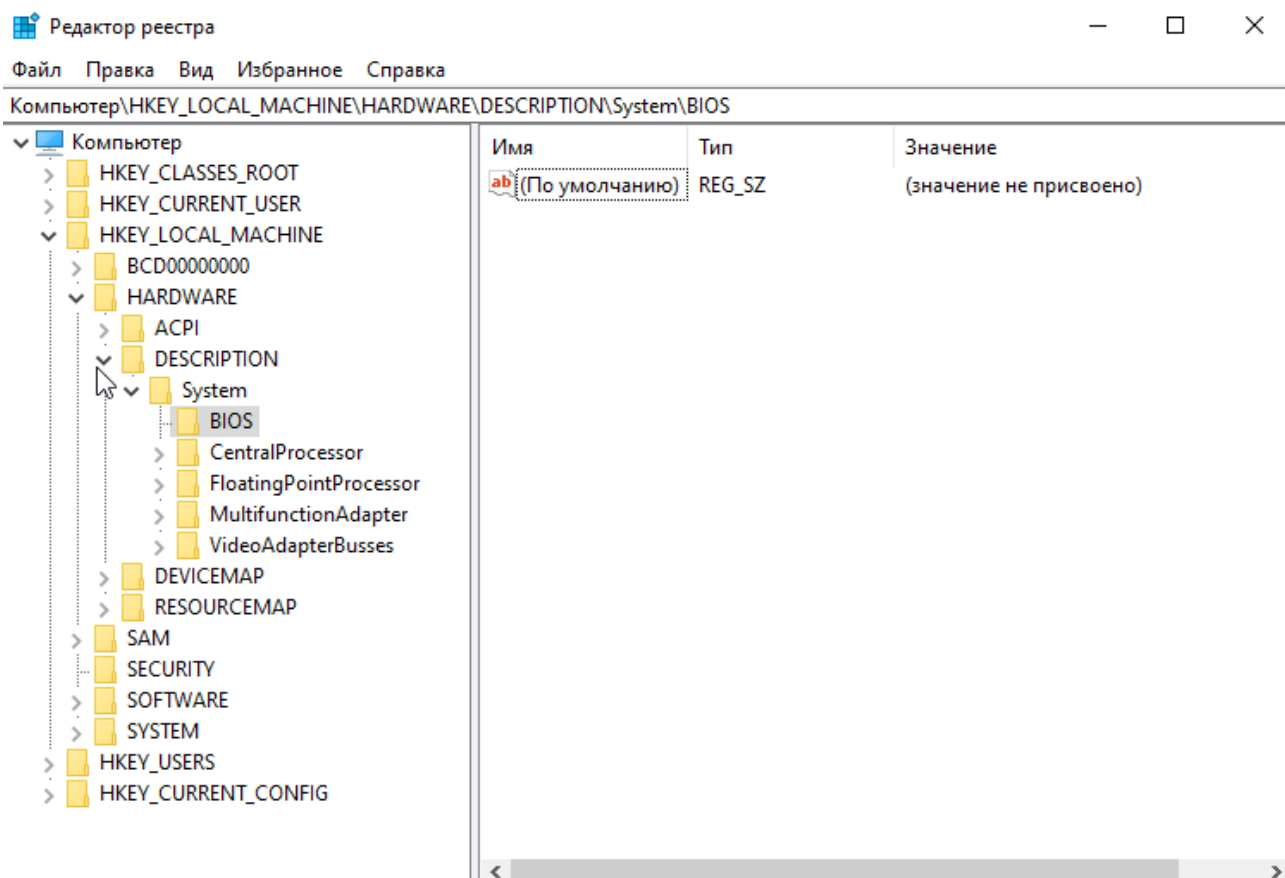 Редактор реестра
Файл Правка Вид Избранное Справка
Компьютер\HKEY_LOCAL_MACHINE\HARDWARE\DESCRIPTION\System\BIOS
Компьютер
HKEY_CLASSES_ROOT
HKEY_CURRENT_USER
HKEY_LOCAL_MACHINE
BCD00000000
HARDWARE
ACPI
DESCRIPTION
System
BIOS
CentralProcessor
FloatingPointProcessor
MultifunctionAdapter
VideoAdapterBusses
DEVICEMAP
RESOURCEMAP
SAM
SECURITY
SOFTWARE
SYSTEM
HKEY_USERS
HKEY_CURRENT_CONFIG
Имя Тип Значение
ab (По умолчанию) REG_SZ (значение не присвоено)